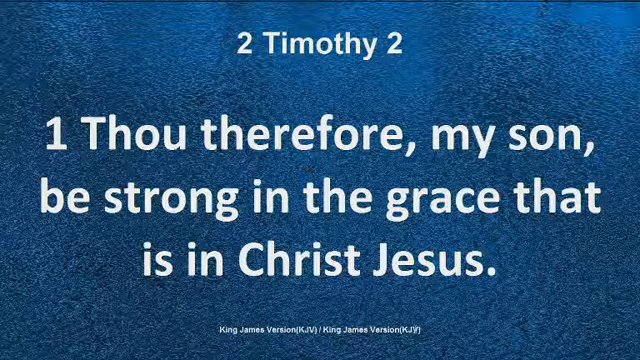 2 Timothy 2
1 Thou therefore, my son,
be strong in the grace that
is in Christ Jesus.
King James Version(KJV) / King James Version(KJ)f)